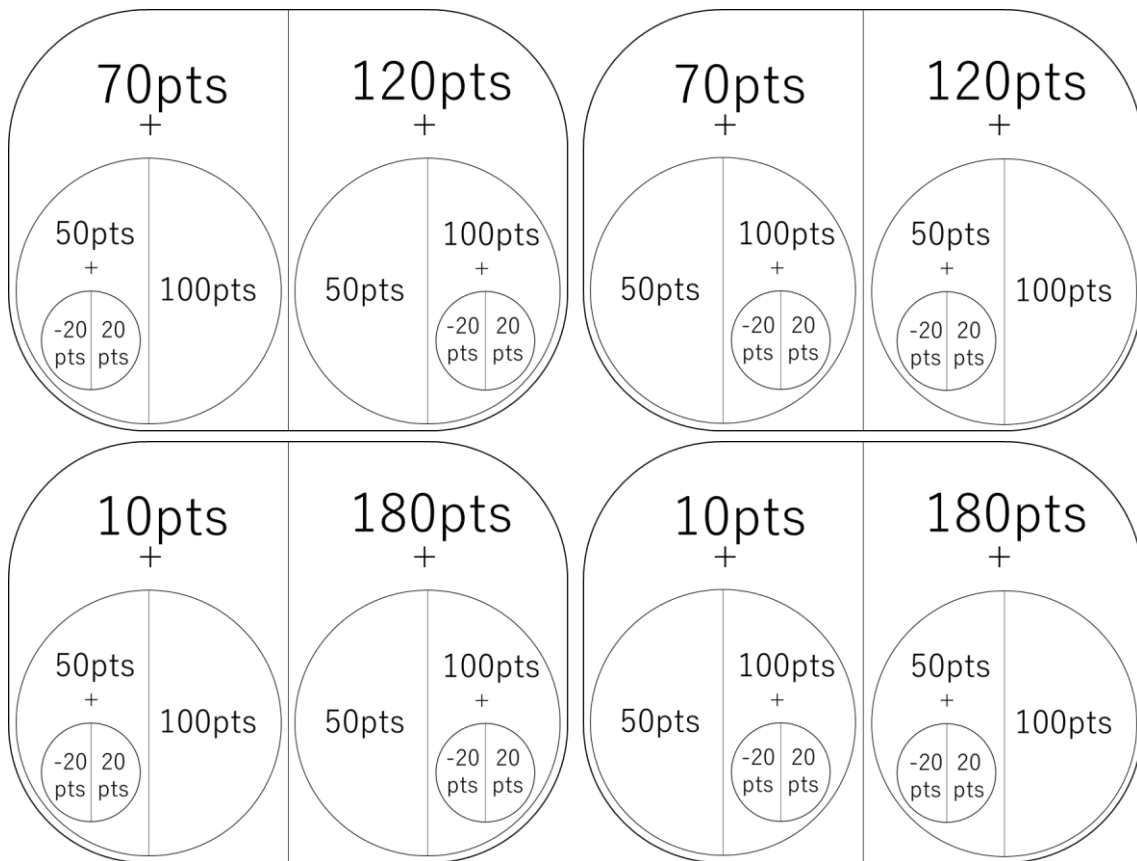 70pts 120pts 70pts 120pts
+ + + +
50pts 100pts 100pts 50pts
+ 100pts 50pts + 50pts + + 100pts
-20 20 -20 20 -20 20 -20 20
pts pts pts pts pts pts pts pts
10pts 180pts 10pts 180pts
+ + + +
50pts 100pts 100pts 50pts
+ 100pts 50pts + 50pts + + 100pts
-20 20 -20 20 -20 20 -20 20
pts pts pts pts pts pts pts pts